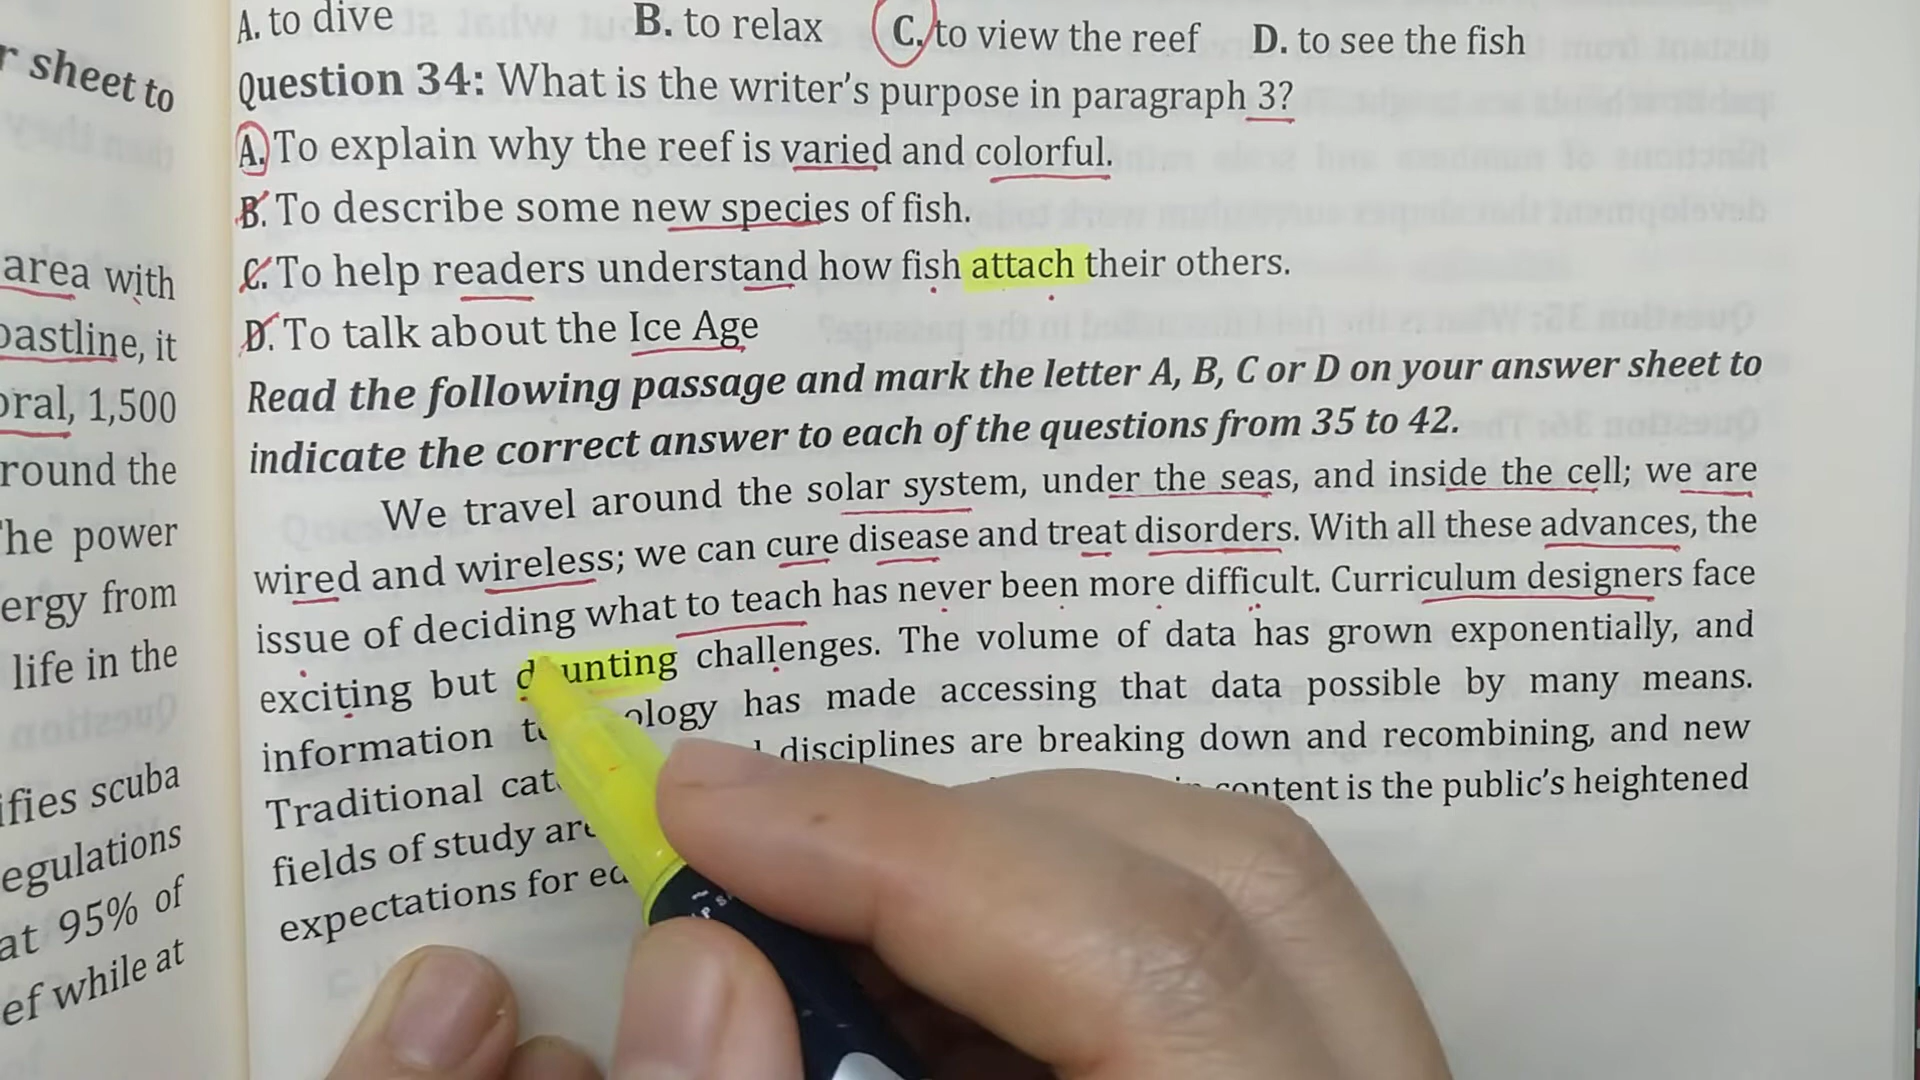 r sheet to
area with
oastline, it
oral, 1,500
round the
The power
ergy from
life in the
ifies scuba
egulations
at 95% of
ef while at
A. to dive B. to relax C. to view the reef D. to see the fish
Question 34: What is the writer's purpose in paragraph 3?
A. To explain why the reef is varied and colorful.
B. To describe some new species of fish.
C. To help readers understand how fish attach their others.
D. To talk about the Ice Age
Read the following passage and mark the letter A, B, C or D on your answer sheet to
indicate the correct answer to each of the questions from 35 to 42.
We travel around the solar system, under the seas, and inside the cell; we are
wired and wireless; we can cure disease and treat disorders. With all these advances, the
issue of deciding what to teach has never been more difficult. Curriculum designers face
exciting but daunting challenges. The volume of data has grown exponentially, and
information technology has made accessing that data possible by many means.
Traditional disciplines are breaking down and recombining, and new
fields of study are content is the public's heightened
expectations for